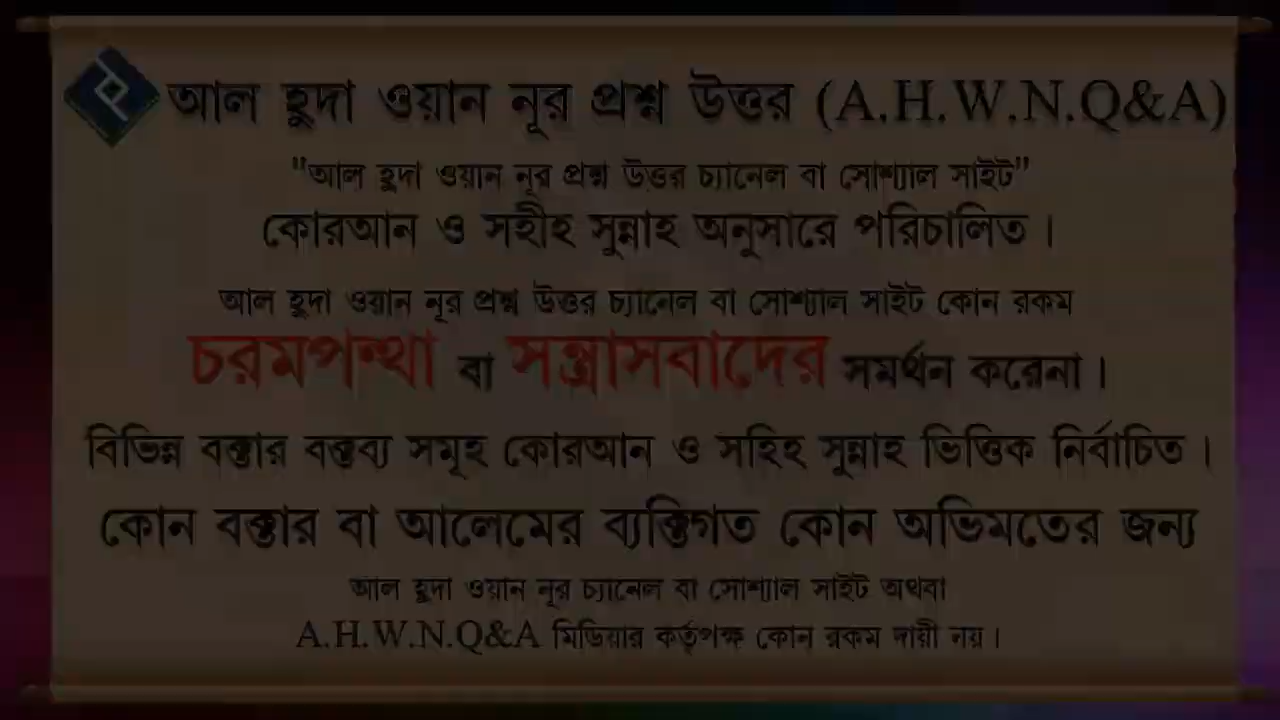 আল হুদা ওয়ান নূর প্রশ্ন উত্তর (A.H.W.N.Q&A)
"আল হুদা ওয়ান নূর প্রশ্ন উত্তর চ্যানেল বা সোশ্যাল সাইট"
কোরআন ও সহীহ সুন্নাহ অনুসারে পরিচালিত।
আল হুদা ওয়ান নূর প্রশ্ন উত্তর চ্যানেল বা সোশ্যাল সাইট কোন রকম
চরমপন্থা বা সন্ত্রাসবাদের সমর্থন করেনা।
বিভিন্ন বক্তার বক্তব্য সমূহ কোরআন ও সহিহ সুন্নাহ ভিত্তিক নির্বাচিত।
কোন বক্তার বা আলেমের ব্যক্তিগত কোন অভিমতের জন্য
আল হুদা ওয়ান নূর চ্যানেল বা সোশ্যাল সাইট অথবা
A.H.W.N.Q&A মিডিয়ার কর্তৃপক্ষ কোন রকম দায়ী নয়।